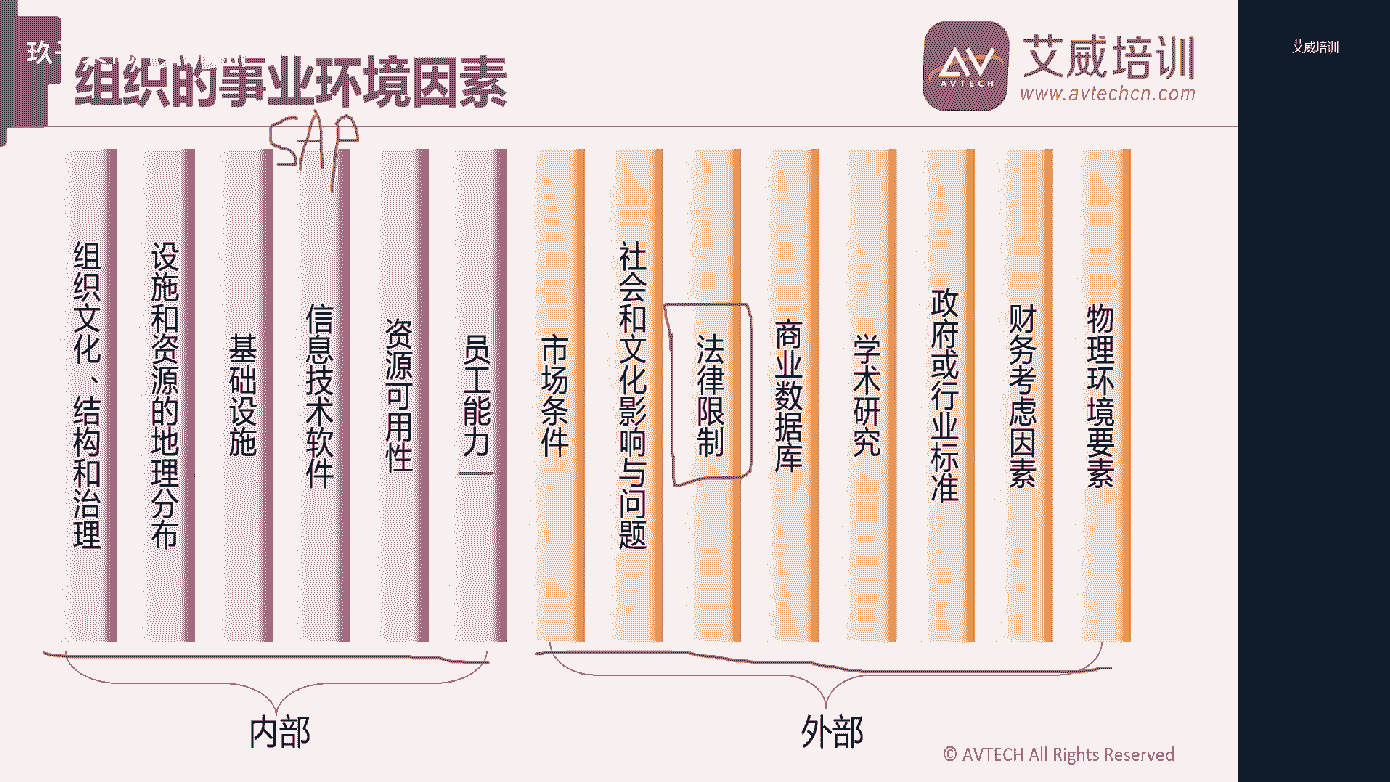 组织的事业环境因素
艾威培训
www.avtechcn.com
AVTECH
艾威培训
SAP
组织文化、结构和治理
设施和资源的地理分布
基础设施
信息技术软件
资源可用性
员工能力
市场条件
社会和文化影响与问题
法律限制
商业数据库
学术研究
政府或行业标准
财务考虑因素
物理环境要素
内部
外部
© AVTECH All Rights Reserved